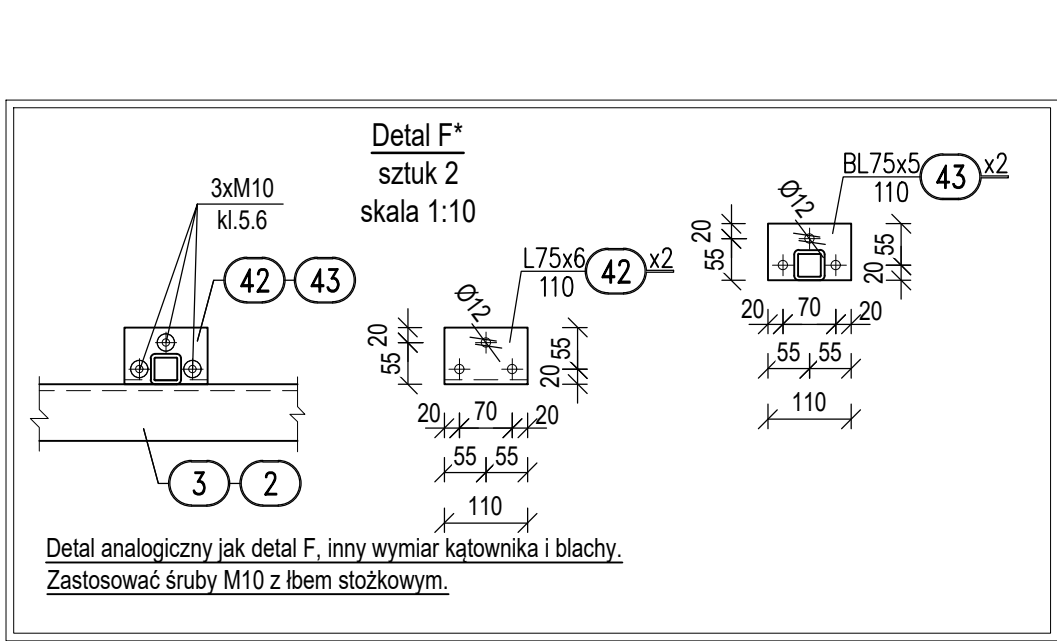 Detal F*
sztuk 2
skala 1:10
3xM10
kl.5.6
42 43
3 2
L75x6 42 x2
110
Ø12
20
55
55
20
20 70 20
55 55
110
BL75x5 43 x2
110
Ø12
20
55
55
20
20 70 20
55 55
110
Detal analogiczny jak detal F, inny wymiar kątownika i blachy.
Zastosować śruby M10 z łbem stożkowym.